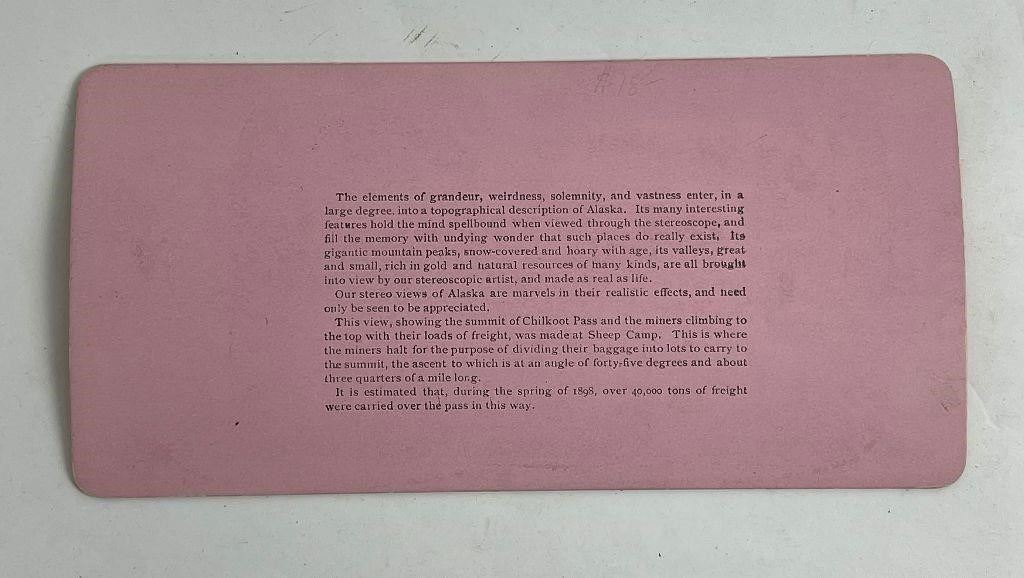 The elements of grandeur, weirdness, solemnity, and vastness enter, in a
large degree, into a topographical description of Alaska. Its many interesting
features hold the mind spellbound when viewed through the stereoscope, and
fill the memory with undying wonder that such places do really exist. Its
gigantic mountain peaks, snow-covered and hoary with age, its valleys, great
and small, rich in gold and natural resources of many kinds, are all brought
into view by our stereoscopic artist, and made as real as life.
Our stereo views of Alaska are marvels in their realistic effects, and need
only be seen to be appreciated.
This view, showing the summit of Chilkoot Pass and the miners climbing to
the top with their loads of freight, was made at Sheep Camp. This is where
the miners halt for the purpose of dividing their baggage into lots to carry to
the summit, the ascent to which is at an angle of forty-five degrees and about
three quarters of a mile long.
It is estimated that, during the spring of 1898, over 40,000 tons of freight
were carried over the pass in this way.